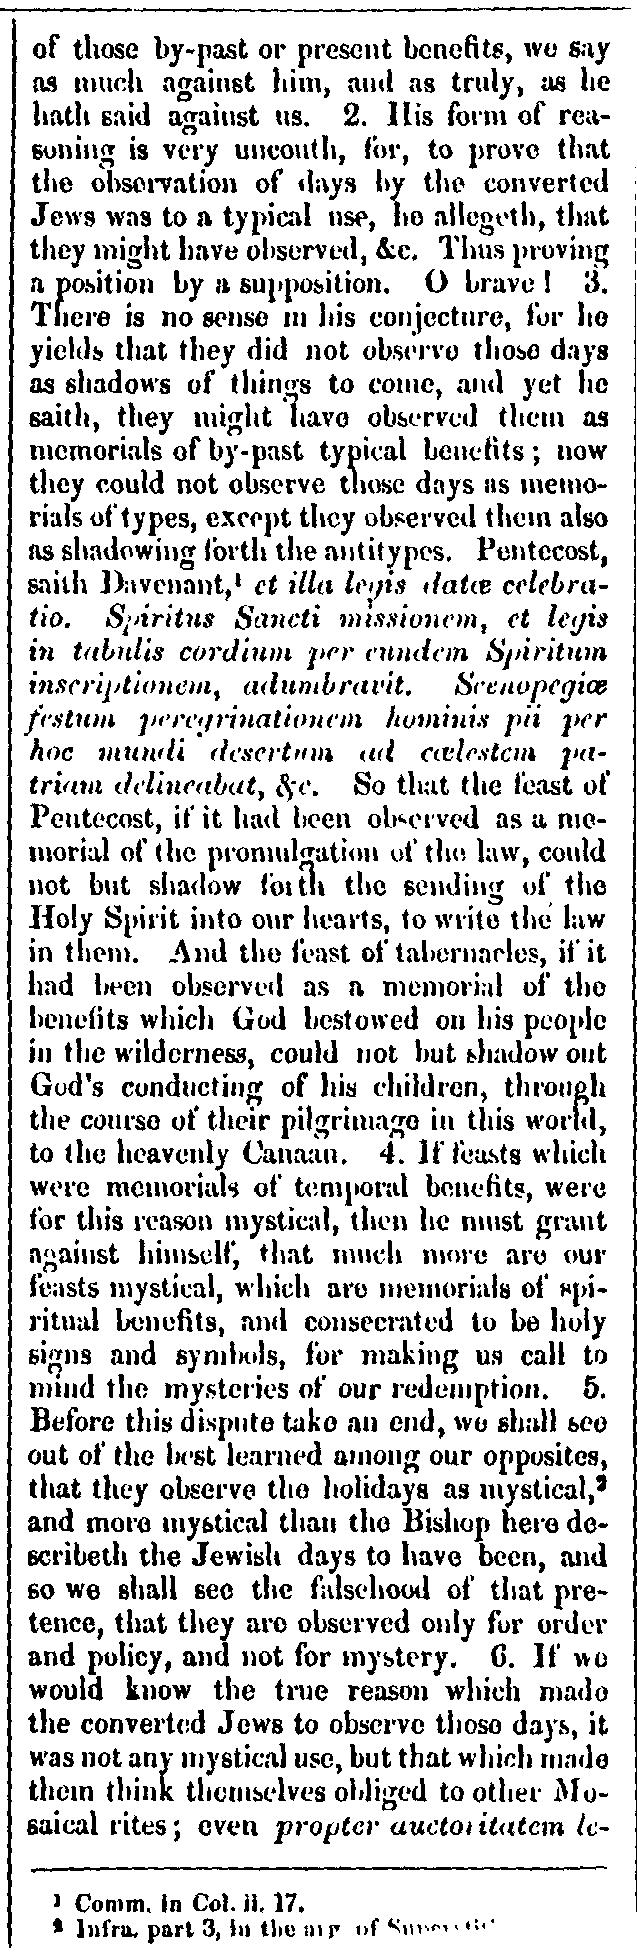 of those by-past or present benefits, we say
as much against him, and as truly, as he
hath said against us. 2. His form of rea-
soning is very uncouth, for, to prove that
the observation of days by the converted
Jews was to a typical use, he allegeth, that
they might have observed, &c. Thus proving
a position by a supposition. O brave! 3.
There is no sense in his conjecture, for he
yields that they did not observe those days
as shadows of things to come, and yet he
saith, they might have observed them as
memorials of by-past typical benefits; now
they could not observe those days as memo-
rials of types, except they observed them also
as shadowing forth the antitypes. Pentecost,
saith Davenant,¹ et illa legis datæ celebra-
tio. Spiritus Sancti missionem, et legis
in tabulis cordium per eundem Spiritum
inscriptionem, adumbravit. Scenopegiæ
festum peregrinationem hominis pii per
hoc mundi desertum ad cœlestem pa-
triam delineabat, &c. So that the feast of
Pentecost, if it had been observed as a me-
morial of the promulgation of the law, could
not but shadow forth the sending of the
Holy Spirit into our hearts, to write the law
in them. And the feast of tabernacles, if it
had been observed as a memorial of the
benefits which God bestowed on his people
in the wilderness, could not but shadow out
God's conducting of his children, through
the course of their pilgrimage in this world,
to the heavenly Canaan. 4. If feasts which
were memorials of temporal benefits, were
for this reason mystical, then he must grant
against himself, that much more are our
feasts mystical, which are memorials of spi-
ritual benefits, and consecrated to be holy
signs and symbols, for making us call to
mind the mysteries of our redemption. 5.
Before this dispute take an end, we shall see
out of the best learned among our opposites,
that they observe the holidays as mystical,²
and more mystical than the Bishop here de-
scribeth the Jewish days to have been, and
so we shall see the falsehood of that pre-
tence, that they are observed only for order
and policy, and not for mystery. 6. If we
would know the true reason which made
the converted Jews to observe those days, it
was not any mystical use, but that which made
them think themselves obliged to other Mo-
saical rites; even propter auctoritatem le-
¹ Comm. in Col. ii. 17.
² Infra, part 3, in the arg. of